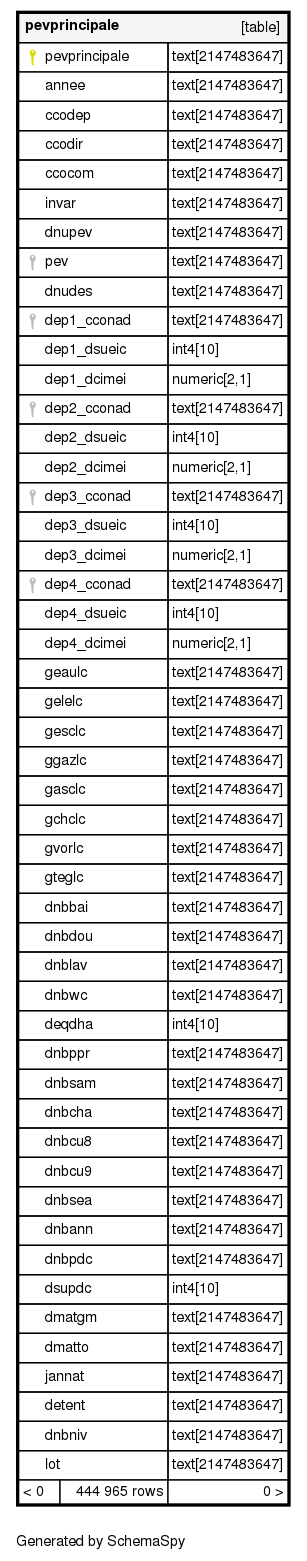 pevprincipale [table]
pevprincipale text[2147483647]
annee text[2147483647]
ccodep text[2147483647]
ccodir text[2147483647]
ccocom text[2147483647]
invar text[2147483647]
dnupev text[2147483647]
pev text[2147483647]
dnudes text[2147483647]
dep1_cconad text[2147483647]
dep1_dsueic int4[10]
dep1_dcimei numeric[2,1]
dep2_cconad text[2147483647]
dep2_dsueic int4[10]
dep2_dcimei numeric[2,1]
dep3_cconad text[2147483647]
dep3_dsueic int4[10]
dep3_dcimei numeric[2,1]
dep4_cconad text[2147483647]
dep4_dsueic int4[10]
dep4_dcimei numeric[2,1]
geaulc text[2147483647]
gelelc text[2147483647]
gesclc text[2147483647]
ggazlc text[2147483647]
gasclc text[2147483647]
gchclc text[2147483647]
gvorlc text[2147483647]
gteglc text[2147483647]
dnbbai text[2147483647]
dnbdou text[2147483647]
dnblav text[2147483647]
dnbwc text[2147483647]
deqdha int4[10]
dnbppr text[2147483647]
dnbsam text[2147483647]
dnbcha text[2147483647]
dnbcu8 text[2147483647]
dnbcu9 text[2147483647]
dnbsea text[2147483647]
dnbann text[2147483647]
dnbpdc text[2147483647]
dsupdc int4[10]
dmatgm text[2147483647]
dmatto text[2147483647]
jannat text[2147483647]
detent text[2147483647]
dnbniv text[2147483647]
lot text[2147483647]
< 0 444 965 rows 0 >
Generated by SchemaSpy